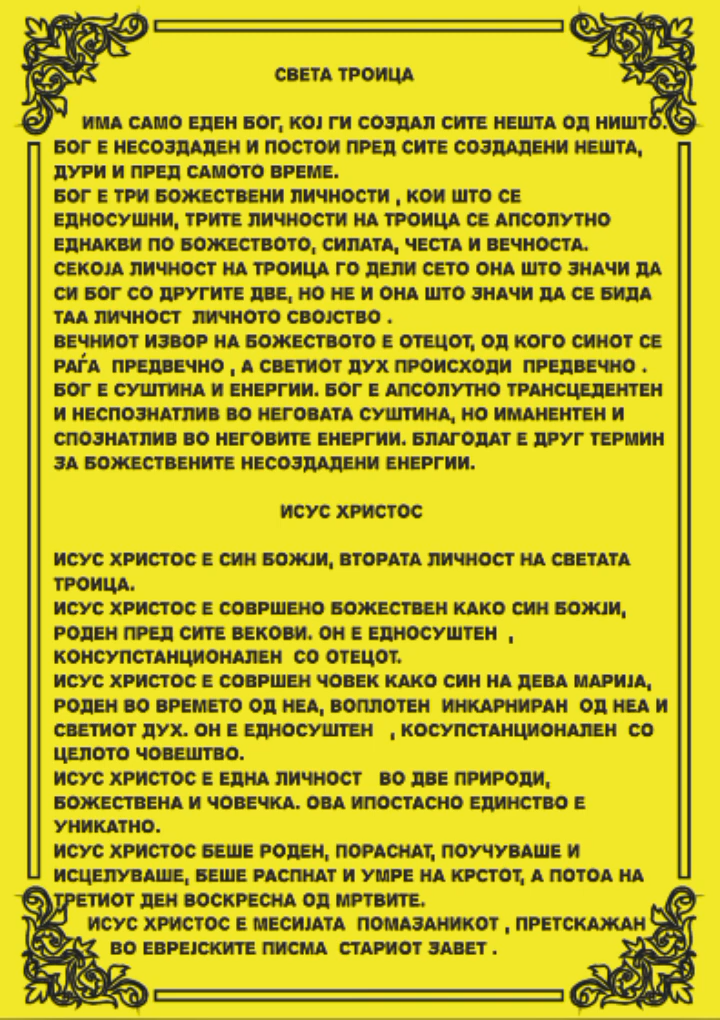 СВЕТА ТРОИЦА
ИМА САМО ЕДЕН БОГ, КОЈ ГИ СОЗДАЛ СИТЕ НЕШТА ОД НИШТО.
БОГ Е НЕСОЗДАДЕН И ПОСТОИ ПРЕД СИТЕ СОЗДАДЕНИ НЕШТА,
ДУРИ И ПРЕД САМОТО ВРЕМЕ.
БОГ Е ТРИ БОЖЕСТВЕНИ ЛИЧНОСТИ , КОИ ШТО СЕ
ЕДНОСУШНИ, ТРИТЕ ЛИЧНОСТИ НА ТРОИЦА СЕ АПСОЛУТНО
ЕДНАКВИ ПО БОЖЕСТВОТО, СИЛАТА, ЧЕСТА И ВЕЧНОСТА.
СЕКОЈА ЛИЧНОСТ НА ТРОИЦА ГО ДЕЛИ СЕТО ОНА ШТО ЗНАЧИ ДА
СИ БОГ СО ДРУГИТЕ ДВЕ, НО НЕ И ОНА ШТО ЗНАЧИ ДА СЕ БИДА
ТАА ЛИЧНОСТ ЛИЧНОТО СВОЈСТВО .
ВЕЧНИОТ ИЗВОР НА БОЖЕСТВОТО Е ОТЕЦОТ, ОД КОГО СИНОТ СЕ
РАЃА ПРЕДВЕЧНО , А СВЕТИОТ ДУХ ПРОИСХОДИ ПРЕДВЕЧНО .
БОГ Е СУШТИНА И ЕНЕРГИИ. БОГ Е АПСОЛУТНО ТРАНСЦЕДЕНТЕН
И НЕСПОЗНАТЛИВ ВО НЕГОВАТА СУШТИНА, НО ИМАНЕНТЕН И
СПОЗНАТЛИВ ВО НЕГОВИТЕ ЕНЕРГИИ. БЛАГОДАТ Е ДРУГ ТЕРМИН
ЗА БОЖЕСТВЕНИТЕ НЕСОЗДАДЕНИ ЕНЕРГИИ.
ИСУС ХРИСТОС
ИСУС ХРИСТОС Е СИН БОЖЈИ, ВТОРАТА ЛИЧНОСТ НА СВЕТАТА
ТРОИЦА.
ИСУС ХРИСТОС Е СОВРШЕНО БОЖЕСТВЕН КАКО СИН БОЖЈИ,
РОДЕН ПРЕД СИТЕ ВЕКОВИ. ОН Е ЕДНОСУШТЕН ,
КОНСУПСТАНЦИОНАЛЕН СО ОТЕЦОТ.
ИСУС ХРИСТОС Е СОВРШЕН ЧОВЕК КАКО СИН НА ДЕВА МАРИЈА,
РОДЕН ВО ВРЕМЕТО ОД НЕА, ВОПЛОТЕН ИНКАРНИРАН ОД НЕА И
СВЕТИОТ ДУХ. ОН Е ЕДНОСУШТЕН , КОСУПСТАНЦИОНАЛЕН СО
ЦЕЛОТО ЧОВЕШТВО.
ИСУС ХРИСТОС Е ЕДНА ЛИЧНОСТ ВО ДВЕ ПРИРОДИ,
БОЖЕСТВЕНА И ЧОВЕЧКА. ОВА ИПОСТАСНО ЕДИНСТВО Е
УНИКАТНО.
ИСУС ХРИСТОС БЕШЕ РОДЕН, ПОРАСНАТ, ПОУЧУВАШЕ И
ИСЦЕЛУВАШЕ, БЕШЕ РАСПНАТ И УМРЕ НА КРСТОТ, А ПОТОА НА
ТРЕТИОТ ДЕН ВОСКРЕСНА ОД МРТВИТЕ.
ИСУС ХРИСТОС Е МЕСИЈАТА ПОМАЗАНИКОТ , ПРЕТСКАЖАН
ВО ЕВРЕЈСКИТЕ ПИСМА СТАРИОТ ЗАВЕТ .